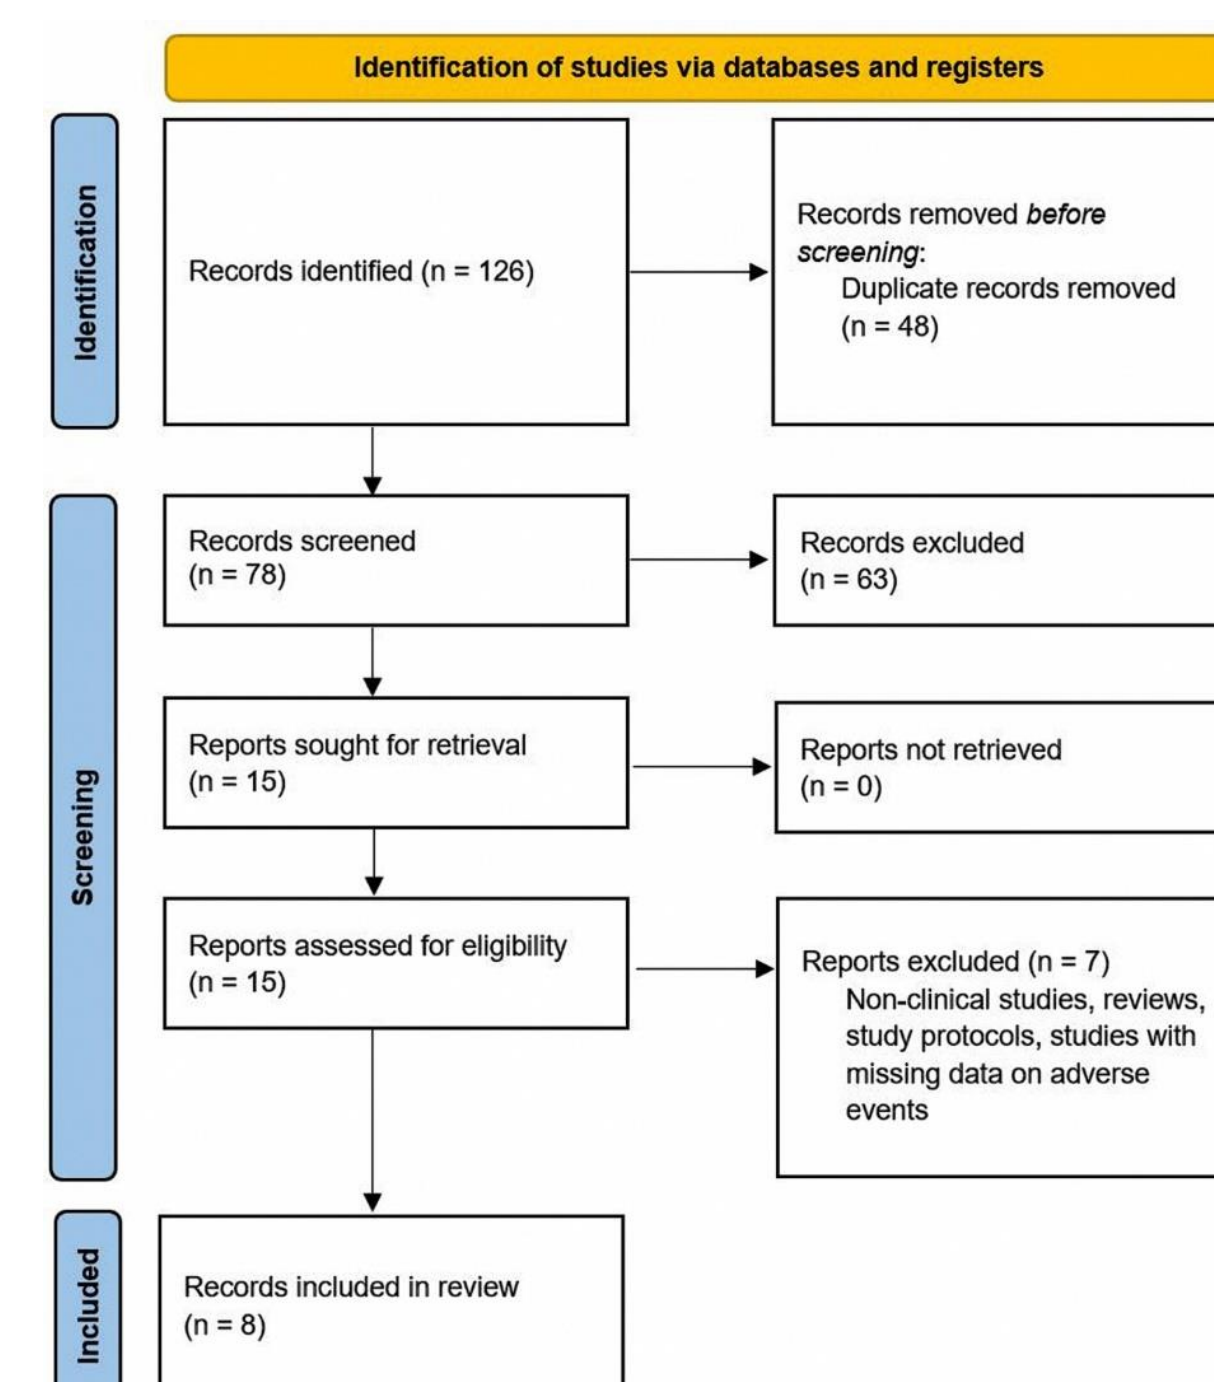 Identification of studies via databases and registers
Identification
Records identified (n = 126)
Records removed before
screening:
Duplicate records removed
(n = 48)
Screening
Records screened
(n = 78)
Records excluded
(n = 63)
Reports sought for retrieval
(n = 15)
Reports not retrieved
(n = 0)
Reports assessed for eligibility
(n = 15)
Reports excluded (n = 7)
Non-clinical studies, reviews,
study protocols, studies with
missing data on adverse
events
Included
Records included in review
(n = 8)